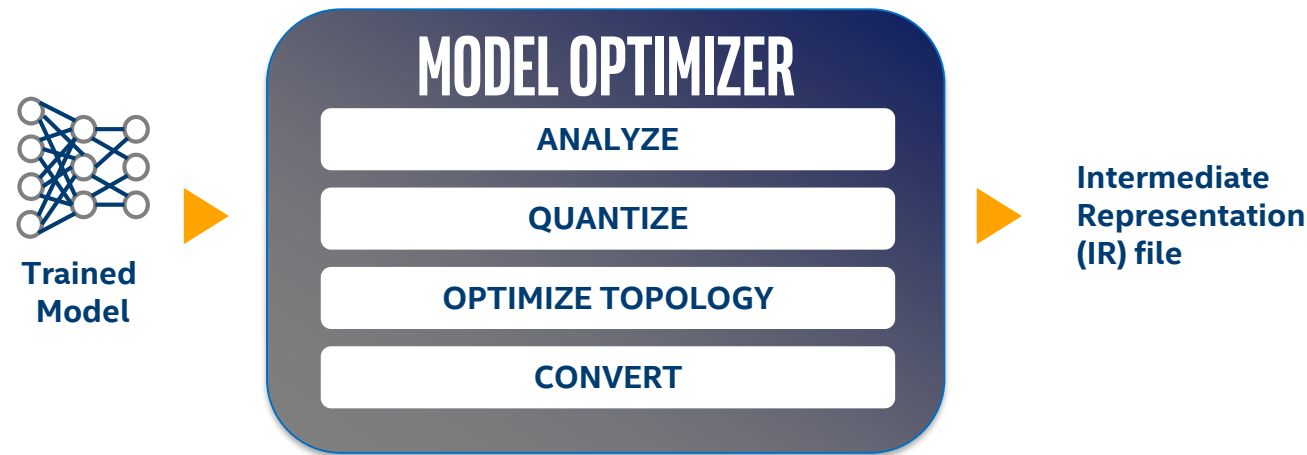 MODEL OPTIMIZER
ANALYZE
QUANTIZE
OPTIMIZE TOPOLOGY
CONVERT
Trained
Model
Intermediate
Representation
(IR) file